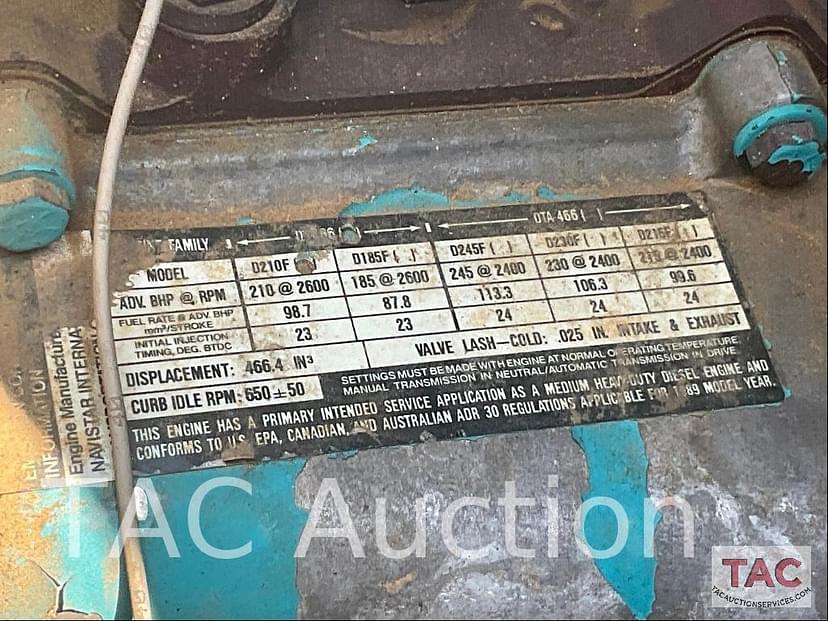 FAMILY DTA 466 ( )
MODEL D210F D185F ( ) D245F ( ) D230F ( ) D215F ( )
ADV. BHP @ RPM 210 @ 2600 185 @ 2600 245 @ 2400 230 @ 2400 215 @ 2400
FUEL RATE @ ADV. BHP mm³/STROKE 98.7 87.8 113.3 106.3 99.6
INITIAL INJECTION TIMING, DEG. BTDC 23 23 24 24 24
DISPLACEMENT: 466.4 IN³ VALVE LASH-COLD: .025 IN. INTAKE & EXHAUST
CURB IDLE RPM: 650 ± 50 SETTINGS MUST BE MADE WITH ENGINE AT NORMAL OPERATING TEMPERATURE,
MANUAL TRANSMISSION IN NEUTRAL/AUTOMATIC TRANSMISSION IN DRIVE.
THIS ENGINE HAS A PRIMARY INTENDED SERVICE APPLICATION AS A MEDIUM HEAVY DUTY DIESEL ENGINE AND
CONFORMS TO U.S. EPA, CANADIAN, AND AUSTRALIAN ADR 30 REGULATIONS APPLICABLE FOR 1989 MODEL YEAR.
INFORMATION
Engine Manufacture
NAVISTAR INTERNA
TAC Auction
TAC
TACAUCTIONSERVICES.COM